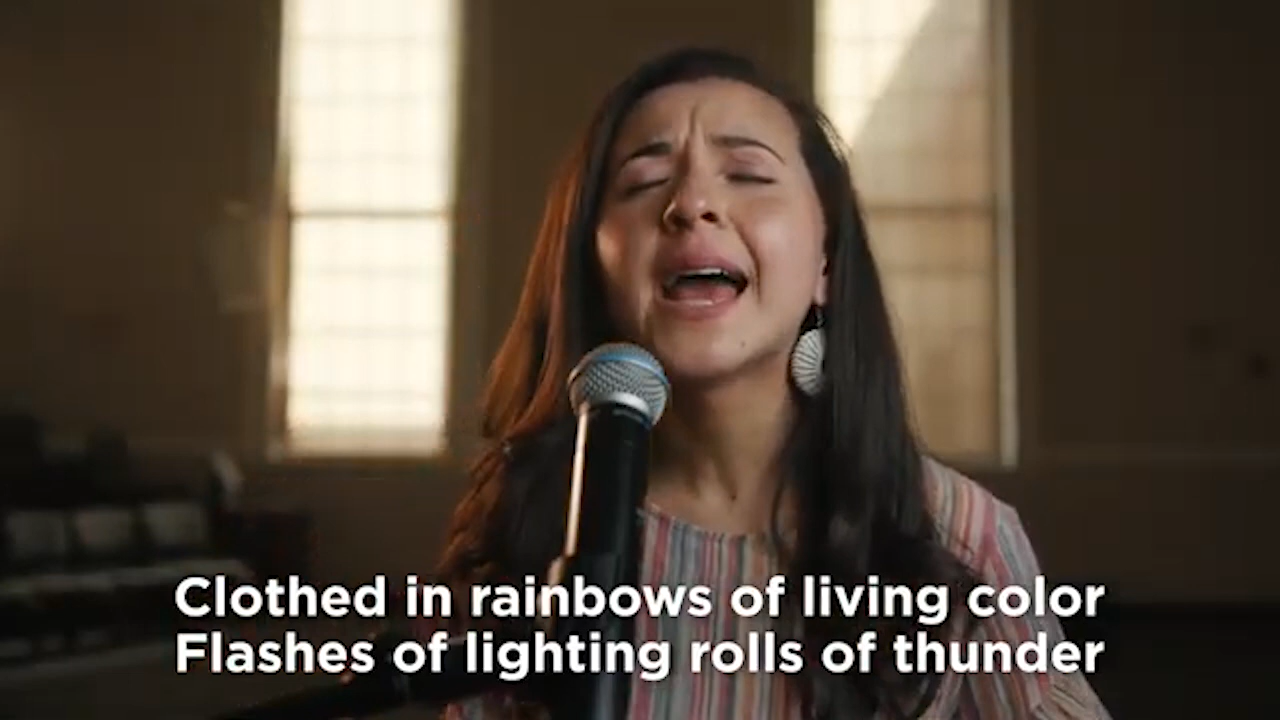 Clothed in rainbows of living color
Flashes of lighting rolls of thunder